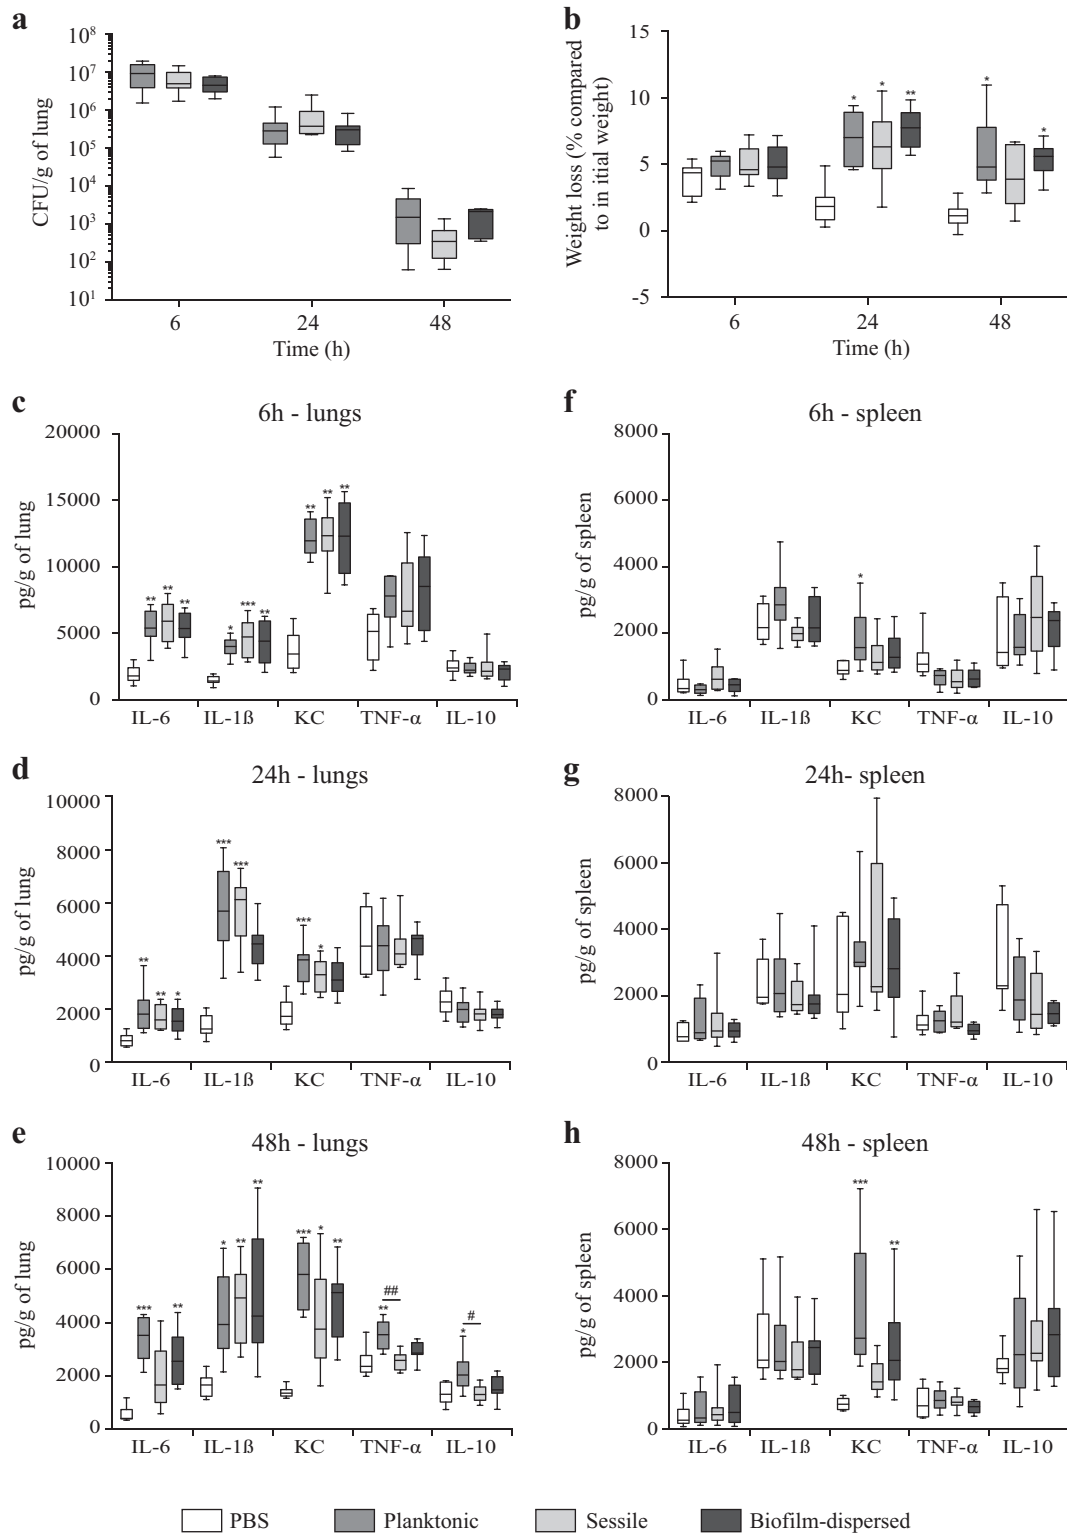 a
CFU/g of lung
10⁸
10⁷
10⁶
10⁵
10⁴
10³
10²
10¹
6 24 48
Time (h)
b
Weight loss (% compared
to in itial weight)
15
10
5
0
-5
* * ** * *
6 24 48
Time (h)
c
6h - lungs
pg/g of lung
20000
15000
10000
5000
0
** ** ** * *** ** ** ** **
IL-6 IL-1ß KC TNF-α IL-10
f
6h - spleen
pg/g of spleen
8000
6000
4000
2000
0
*
IL-6 IL-1ß KC TNF-α IL-10
d
24h - lungs
pg/g of lung
10000
8000
6000
4000
2000
0
** ** * *** *** *** *
IL-6 IL-1ß KC TNF-α IL-10
g
24h- spleen
pg/g of spleen
8000
6000
4000
2000
0
IL-6 IL-1ß KC TNF-α IL-10
e
48h - lungs
pg/g of lung
10000
8000
6000
4000
2000
0
*** ** * ** ** *** * ** ** ## * #
IL-6 IL-1ß KC TNF-α IL-10
h
48h - spleen
pg/g of spleen
8000
6000
4000
2000
0
*** **
IL-6 IL-1ß KC TNF-α IL-10
PBS Planktonic Sessile Biofilm-dispersed